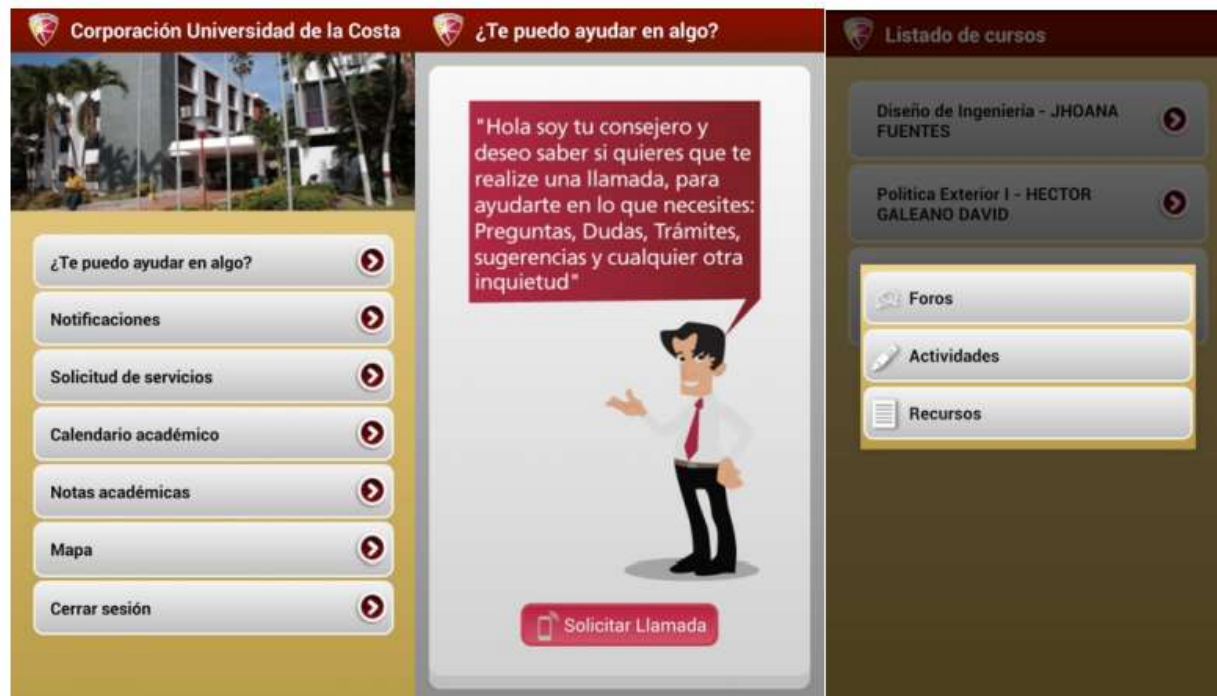 Corporación Universidad de la Costa
¿Te puedo ayudar en algo?
Notificaciones
Solicitud de servicios
Calendario académico
Notas académicas
Mapa
Cerrar sesión
¿Te puedo ayudar en algo?
"Hola soy tu consejero y
deseo saber si quieres que te
realize una llamada, para
ayudarte en lo que necesites:
Preguntas, Dudas, Trámites,
sugerencias y cualquier otra
inquietud"
Solicitar Llamada
Listado de cursos
Diseño de Ingeniería - JHOANA
FUENTES
Política Exterior I - HECTOR
GALEANO DAVID
Foros
Actividades
Recursos